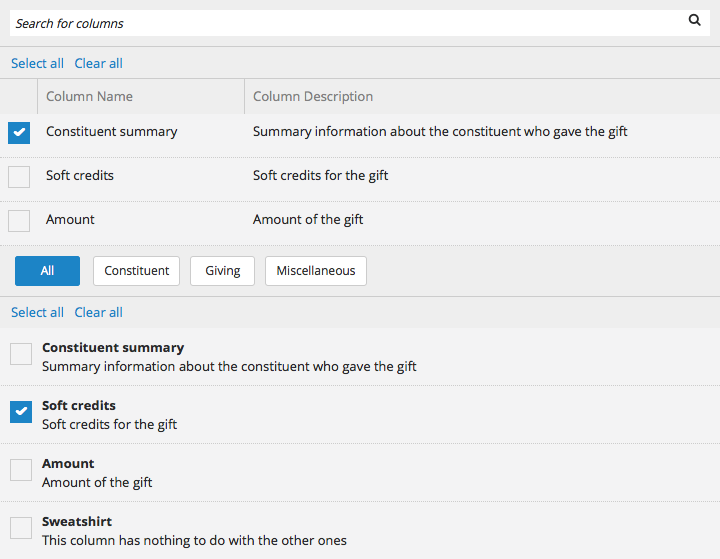 Search for columns
Select all Clear all
Column Name Column Description
Constituent summary Summary information about the constituent who gave the gift
Soft credits Soft credits for the gift
Amount Amount of the gift
All Constituent Giving Miscellaneous
Select all Clear all
Constituent summary
Summary information about the constituent who gave the gift
Soft credits
Soft credits for the gift
Amount
Amount of the gift
Sweatshirt
This column has nothing to do with the other ones